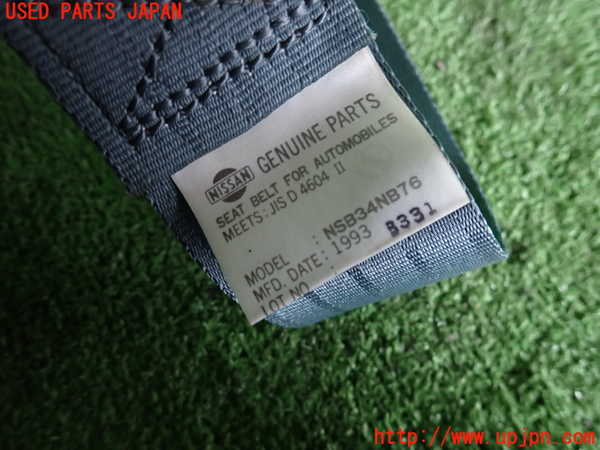 USED PARTS JAPAN
NISSAN GENUINE PARTS
SEAT BELT FOR AUTOMOBILES
MEETS: JIS D 4604 II
MODEL : NSB34NB76
MFD. DATE: 1993 8331
LOT NO.
http://www.upjpn.com/